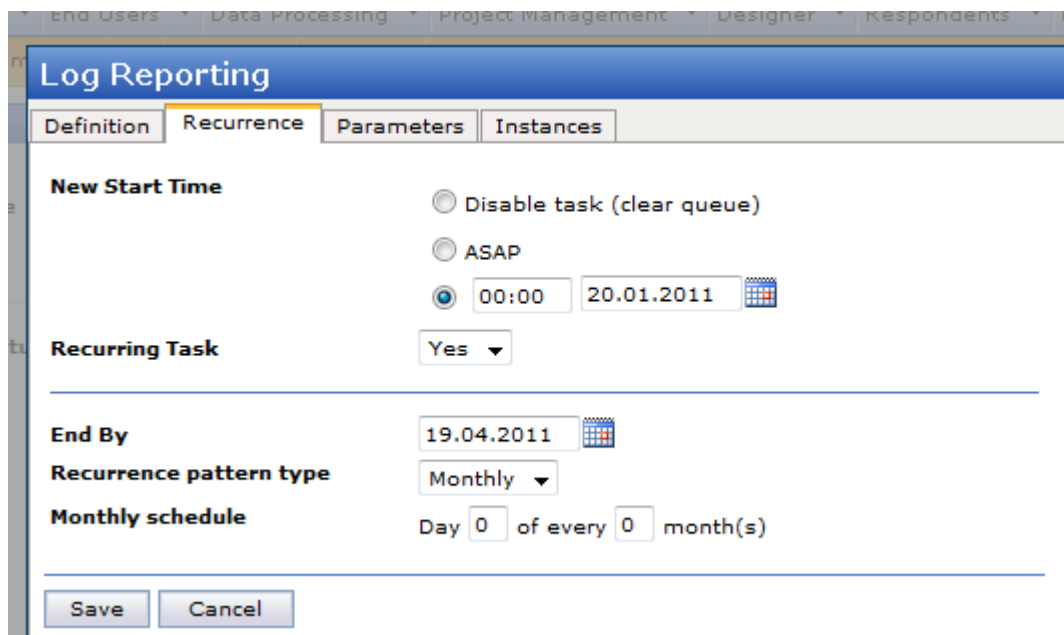 End Users Data Processing Project Management Designer Respondents
Log Reporting
Definition Recurrence Parameters Instances
New Start Time
Disable task (clear queue)
ASAP
00:00 20.01.2011
Recurring Task Yes
End By 19.04.2011
Recurrence pattern type Monthly
Monthly schedule Day 0 of every 0 month(s)
Save Cancel